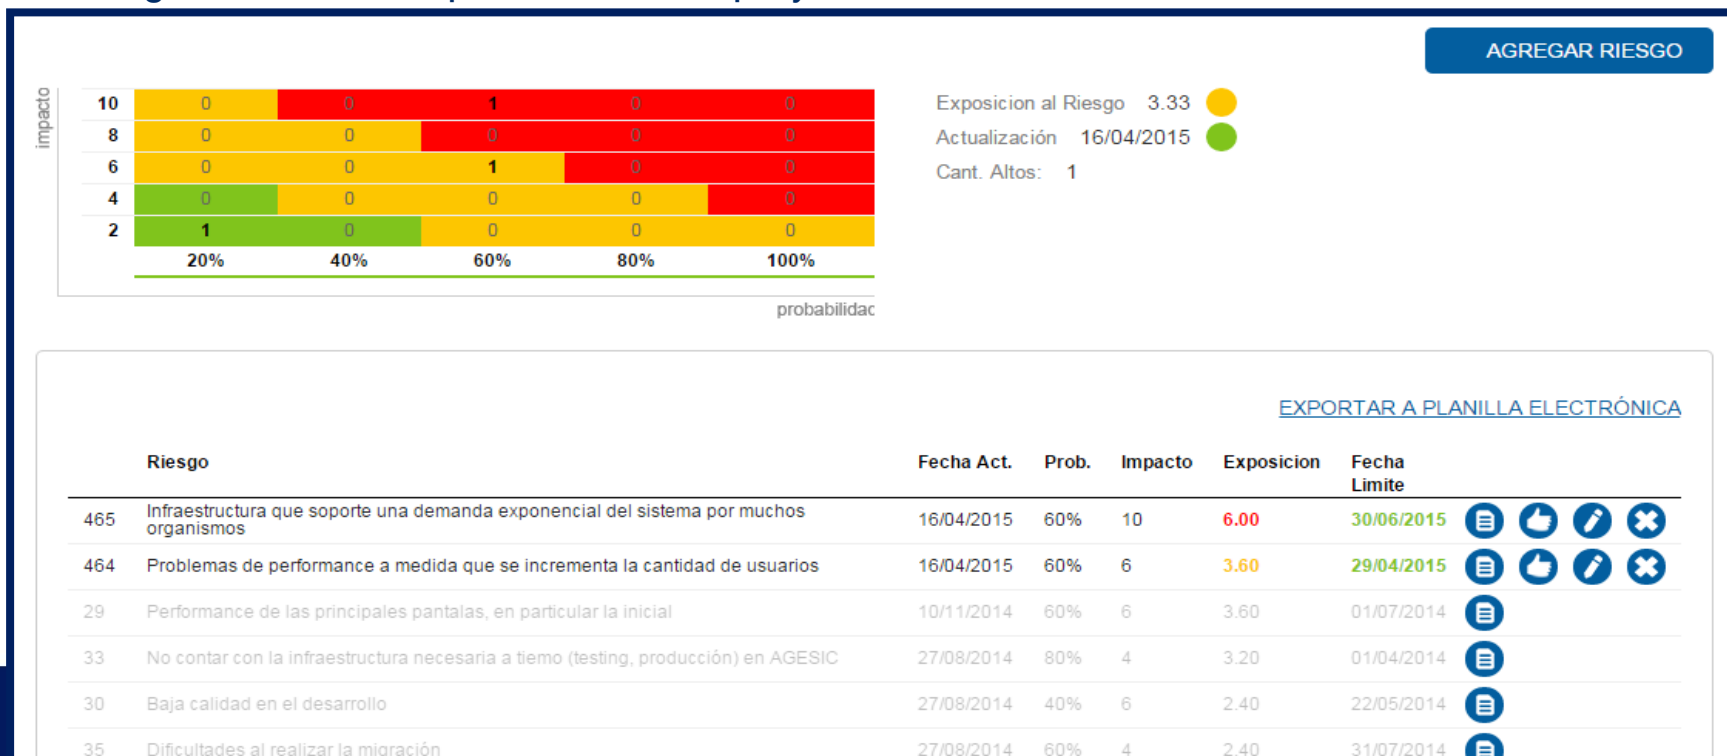 AGREGAR RIESGO
impacto
10 0 0 1 0 0
8 0 0 0 0 0
6 0 0 1 0 0
4 0 0 0 0 0
2 1 0 0 0 0
20% 40% 60% 80% 100%
probabilidad
Exposicion al Riesgo 3.33
Actualización 16/04/2015
Cant. Altos: 1
EXPORTAR A PLANILLA ELECTRÓNICA
Riesgo Fecha Act. Prob. Impacto Exposicion Fecha
Limite
465 Infraestructura que soporte una demanda exponencial del sistema por muchos
organismos 16/04/2015 60% 10 6.00 30/06/2015
464 Problemas de performance a medida que se incrementa la cantidad de usuarios 16/04/2015 60% 6 3.60 29/04/2015
29 Performance de las principales pantalas, en particular la inicial 10/11/2014 60% 6 3.60 01/07/2014
33 No contar con la infraestructura necesaria a tiemo (testing, producción) en AGESIC 27/08/2014 80% 4 3.20 01/04/2014
30 Baja calidad en el desarrollo 27/08/2014 40% 6 2.40 22/05/2014
35 Dificultades al realizar la migración 27/08/2014 60% 4 2.40 31/07/2014